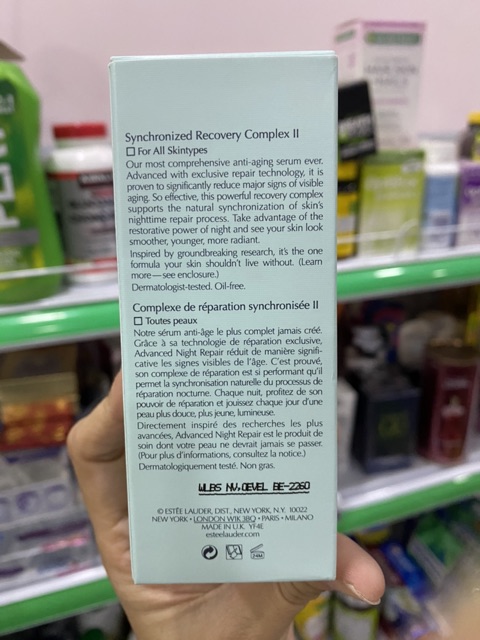 Synchronized Recovery Complex II
☐ For All Skintypes
Our most comprehensive anti-aging serum ever.
Advanced with exclusive repair technology, it is
proven to significantly reduce major signs of visible
aging. So effective, this powerful recovery complex
supports the natural synchronization of skin's
nighttime repair process. Take advantage of the
restorative power of night and see your skin look
smoother, younger, more radiant.
Inspired by groundbreaking research, it's the one
formula your skin shouldn't live without. (Learn
more—see enclosure.)
Dermatologist-tested. Oil-free.
Complexe de réparation synchronisée II
☐ Toutes peaux
Notre sérum anti-âge le plus complet jamais créé.
Grâce à sa technologie de réparation exclusive,
Advanced Night Repair réduit de manière signifi-
cative les signes visibles de l'âge. C'est prouvé,
son complexe de réparation est si performant qu'il
permet la synchronisation naturelle du processus de
réparation nocturne. Chaque nuit, profitez de son
pouvoir de réparation et jouissez chaque jour d'une
peau plus douce, plus jeune, lumineuse.
Directement inspiré des recherches les plus
avancées, Advanced Night Repair est le produit de
soin dont votre peau ne devrait jamais se passer.
(Pour plus d'informations, consultez la notice.)
Dermatologiquement testé. Non gras.
WLBS NV,OEVEL BE-2260
© ESTĒE LAUDER, DIST., NEW YORK, N.Y. 10022
NEW YORK • LONDON W1K 3BQ • PARIS • MILANO
MADE IN U.K. YF4E
esteelauder.com
24M